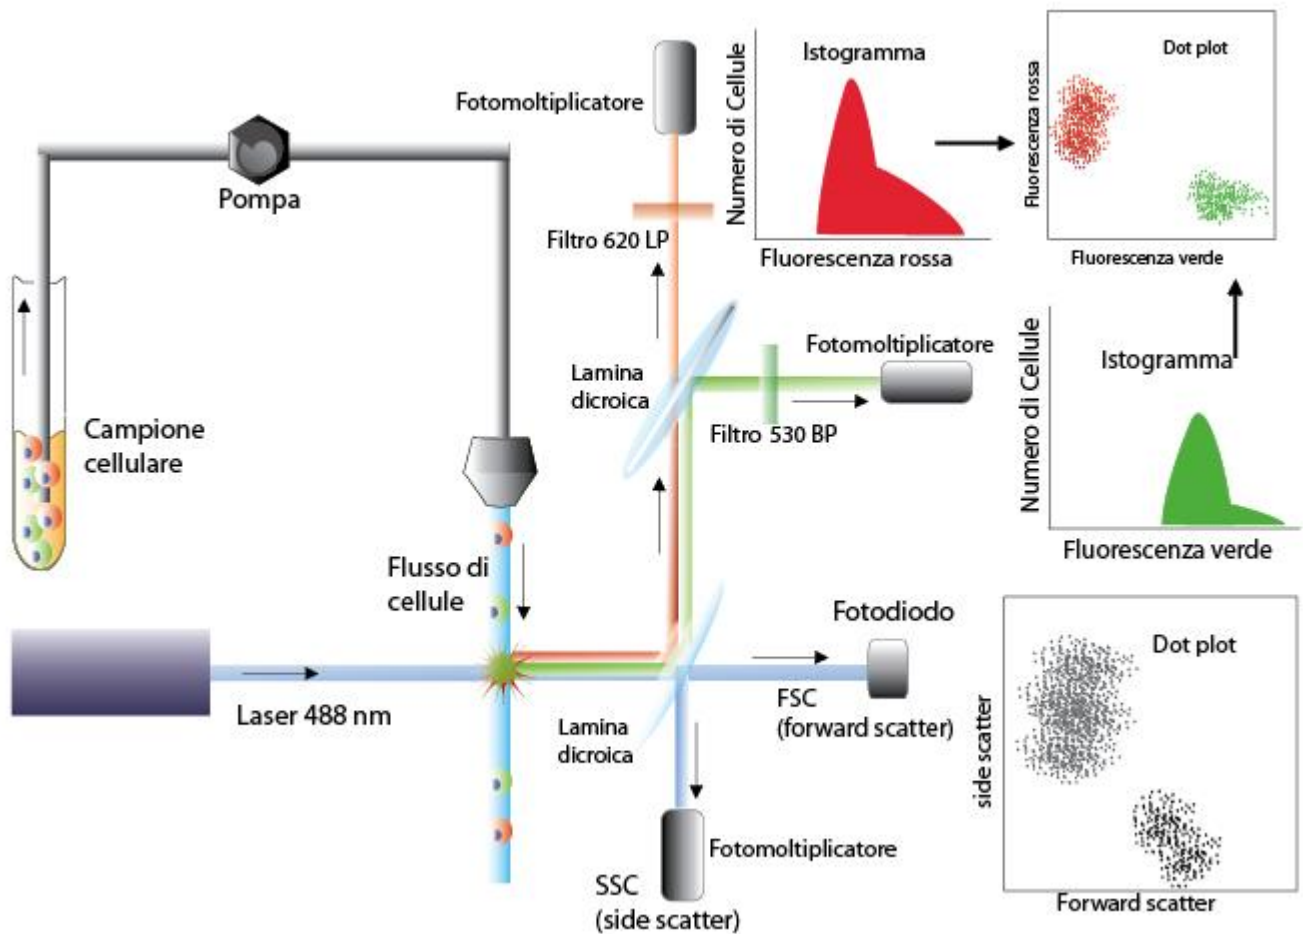 Fotomoltiplicatore
Pompa
Filtro 620 LP
Numero di Cellule
Istogramma
Fluorescenza rossa
Fluorescenza rossa
Dot plot
Fluorescenza verde
Campione
cellulare
Lamina
dicroica
Fotomoltiplicatore
Filtro 530 BP
Numero di Cellule
Istogramma
Fluorescenza verde
Flusso di
cellule
Laser 488 nm
Lamina
dicroica
Fotodiodo
FSC
(forward scatter)
Fotomoltiplicatore
SSC
(side scatter)
side scatter
Dot plot
Forward scatter